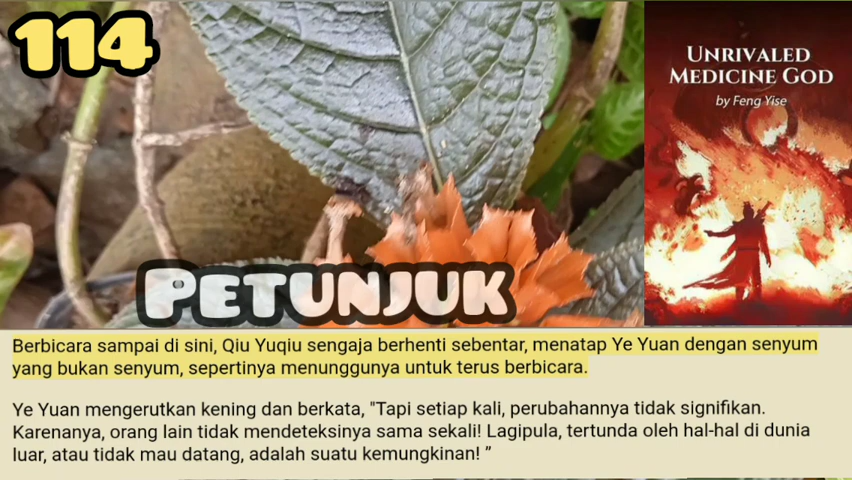 114
UNRIVALED
MEDICINE GOD
by Feng Yise
PETUNJUK
Berbicara sampai di sini, Qiu Yuqiu sengaja berhenti sebentar, menatap Ye Yuan dengan senyum
yang bukan senyum, sepertinya menunggunya untuk terus berbicara.
Ye Yuan mengerutkan kening dan berkata, "Tapi setiap kali, perubahannya tidak signifikan.
Karenanya, orang lain tidak mendeteksinya sama sekali! Lagipula, tertunda oleh hal-hal di dunia
luar, atau tidak mau datang, adalah suatu kemungkinan! ”